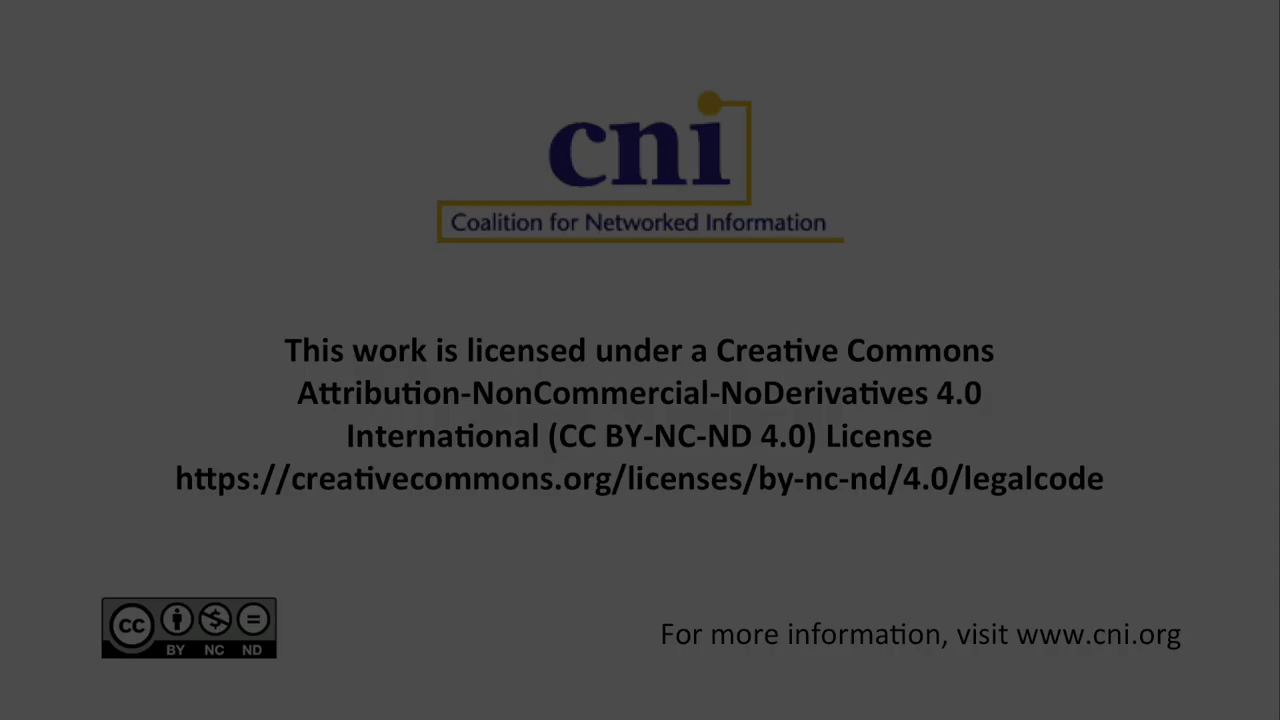 cni
Coalition for Networked Information
This work is licensed under a Creative Commons
Attribution-NonCommercial-NoDerivatives 4.0
International (CC BY-NC-ND 4.0) License
https://creativecommons.org/licenses/by-nc-nd/4.0/legalcode
CC
BY NC ND
For more information, visit www.cni.org